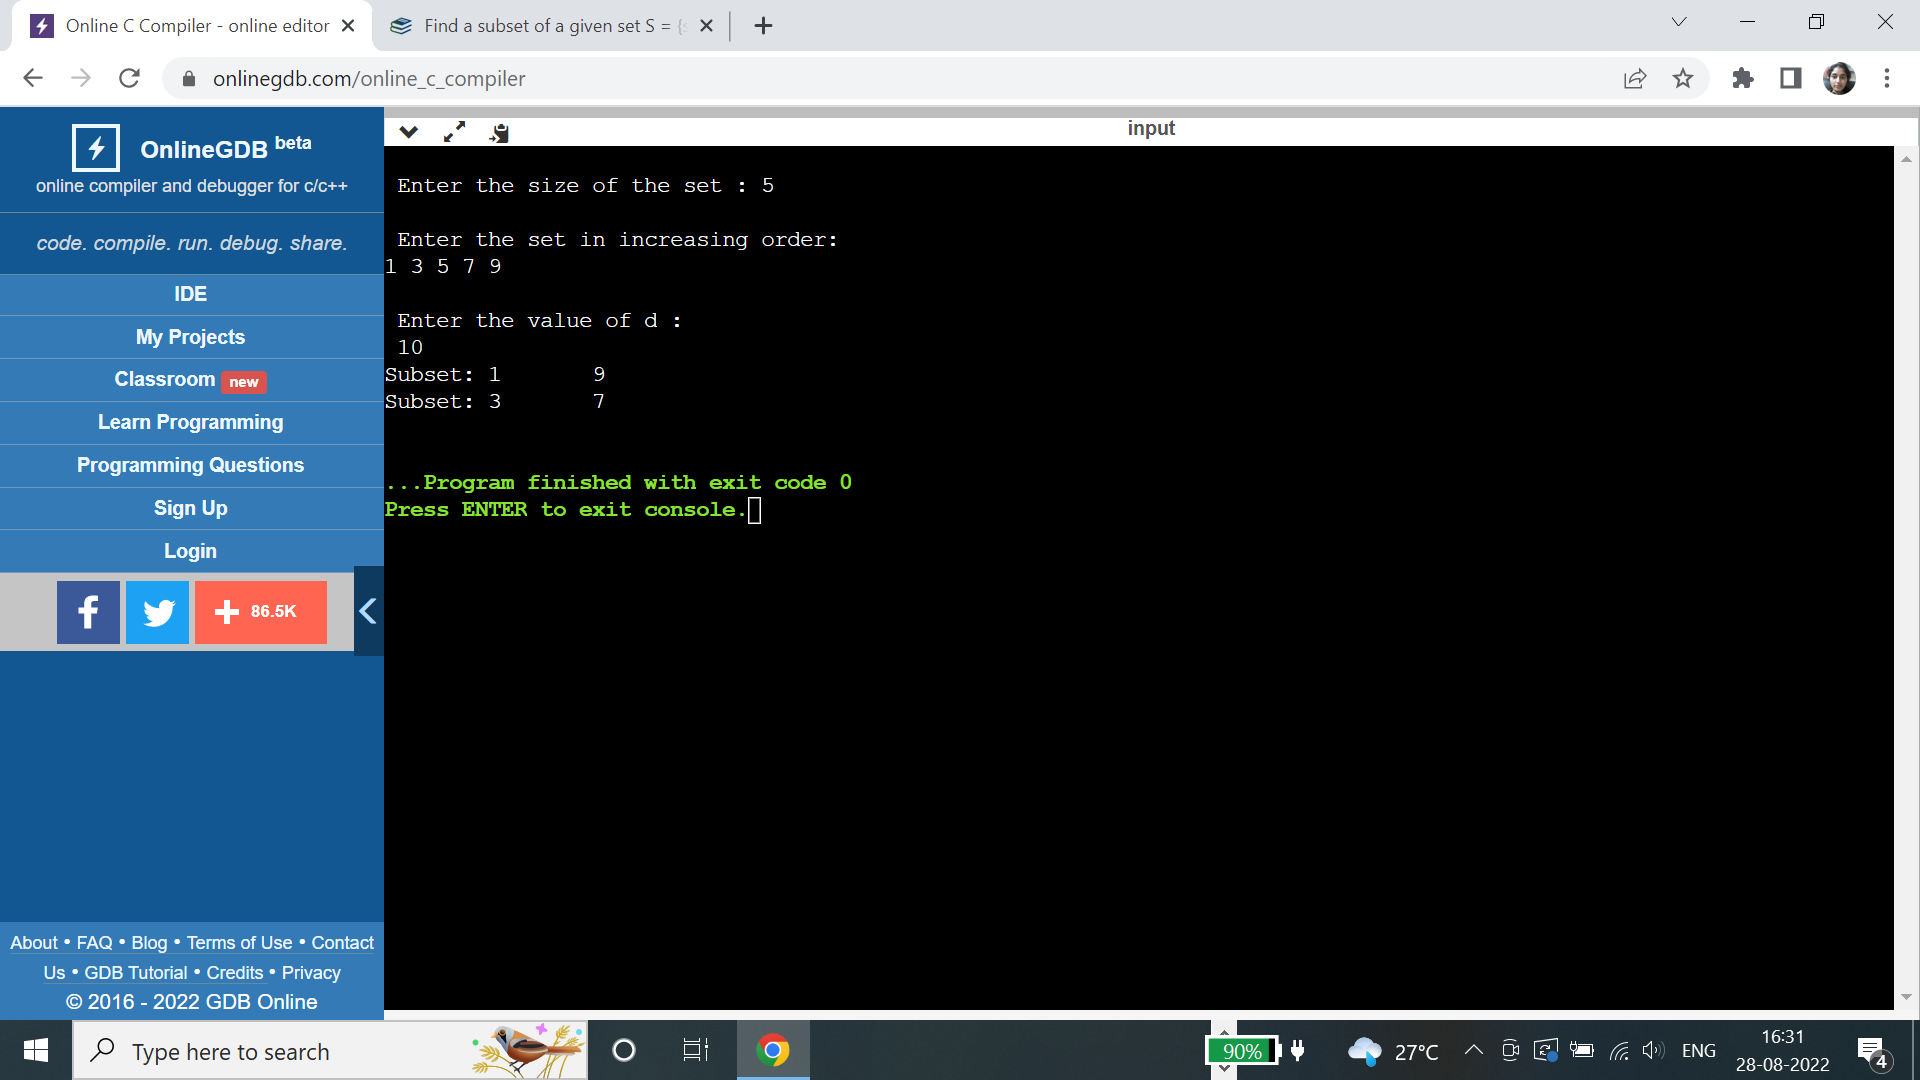 Online C Compiler - online editor
Find a subset of a given set S = {
onlinegdb.com/online_c_compiler
OnlineGDB beta
online compiler and debugger for c/c++
code. compile. run. debug. share.
IDE
My Projects
Classroom new
Learn Programming
Programming Questions
Sign Up
Login
f
86.5K
About • FAQ • Blog • Terms of Use • Contact
Us • GDB Tutorial • Credits • Privacy
© 2016 - 2022 GDB Online
input
Enter the size of the set : 5
Enter the set in increasing order:
1 3 5 7 9
Enter the value of d :
10
Subset: 1 9
Subset: 3 7
...Program finished with exit code 0
Press ENTER to exit console.
Type here to search
90%
27°C
ENG
16:31
28-08-2022
4